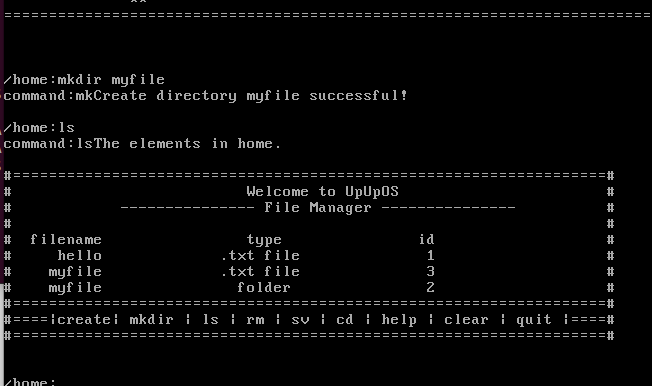 **
========================================================================
/home:mkdir myfile
command:mkCreate directory myfile successful!
/home:ls
command:lsThe elements in home.
#==================================================================#
# Welcome to UpUpOS #
# --------------- File Manager --------------- #
# #
# filename type id #
# hello .txt file 1 #
# myfile .txt file 3 #
# myfile folder 2 #
#==================================================================#
#====¦create¦ mkdir ¦ ls ¦ rm ¦ sv ¦ cd ¦ help ¦ clear ¦ quit ¦====#
#==================================================================#
/home: